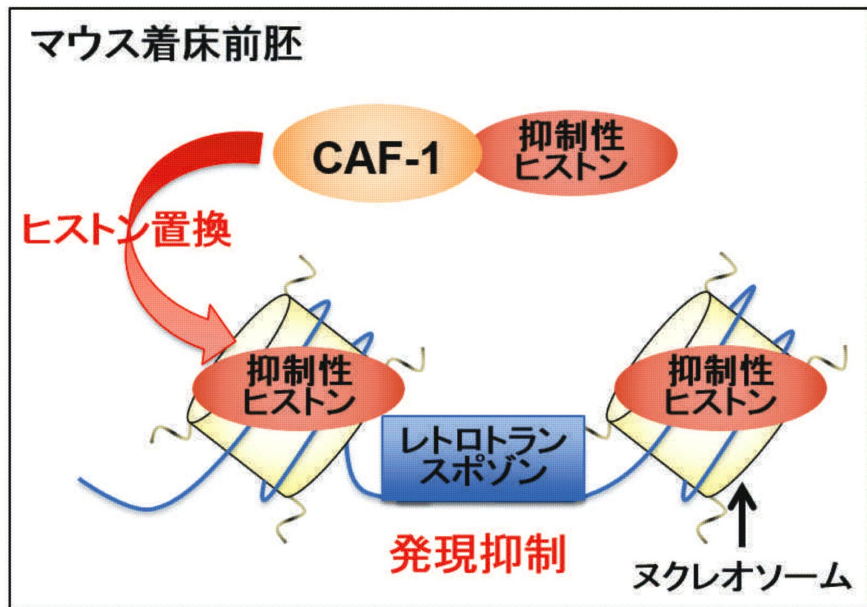 マウス着床前胚
CAF-1
抑制性
ヒストン
ヒストン置換
抑制性
ヒストン
抑制性
ヒストン
レトロトラン
スポゾン
発現抑制
ヌクレオソーム